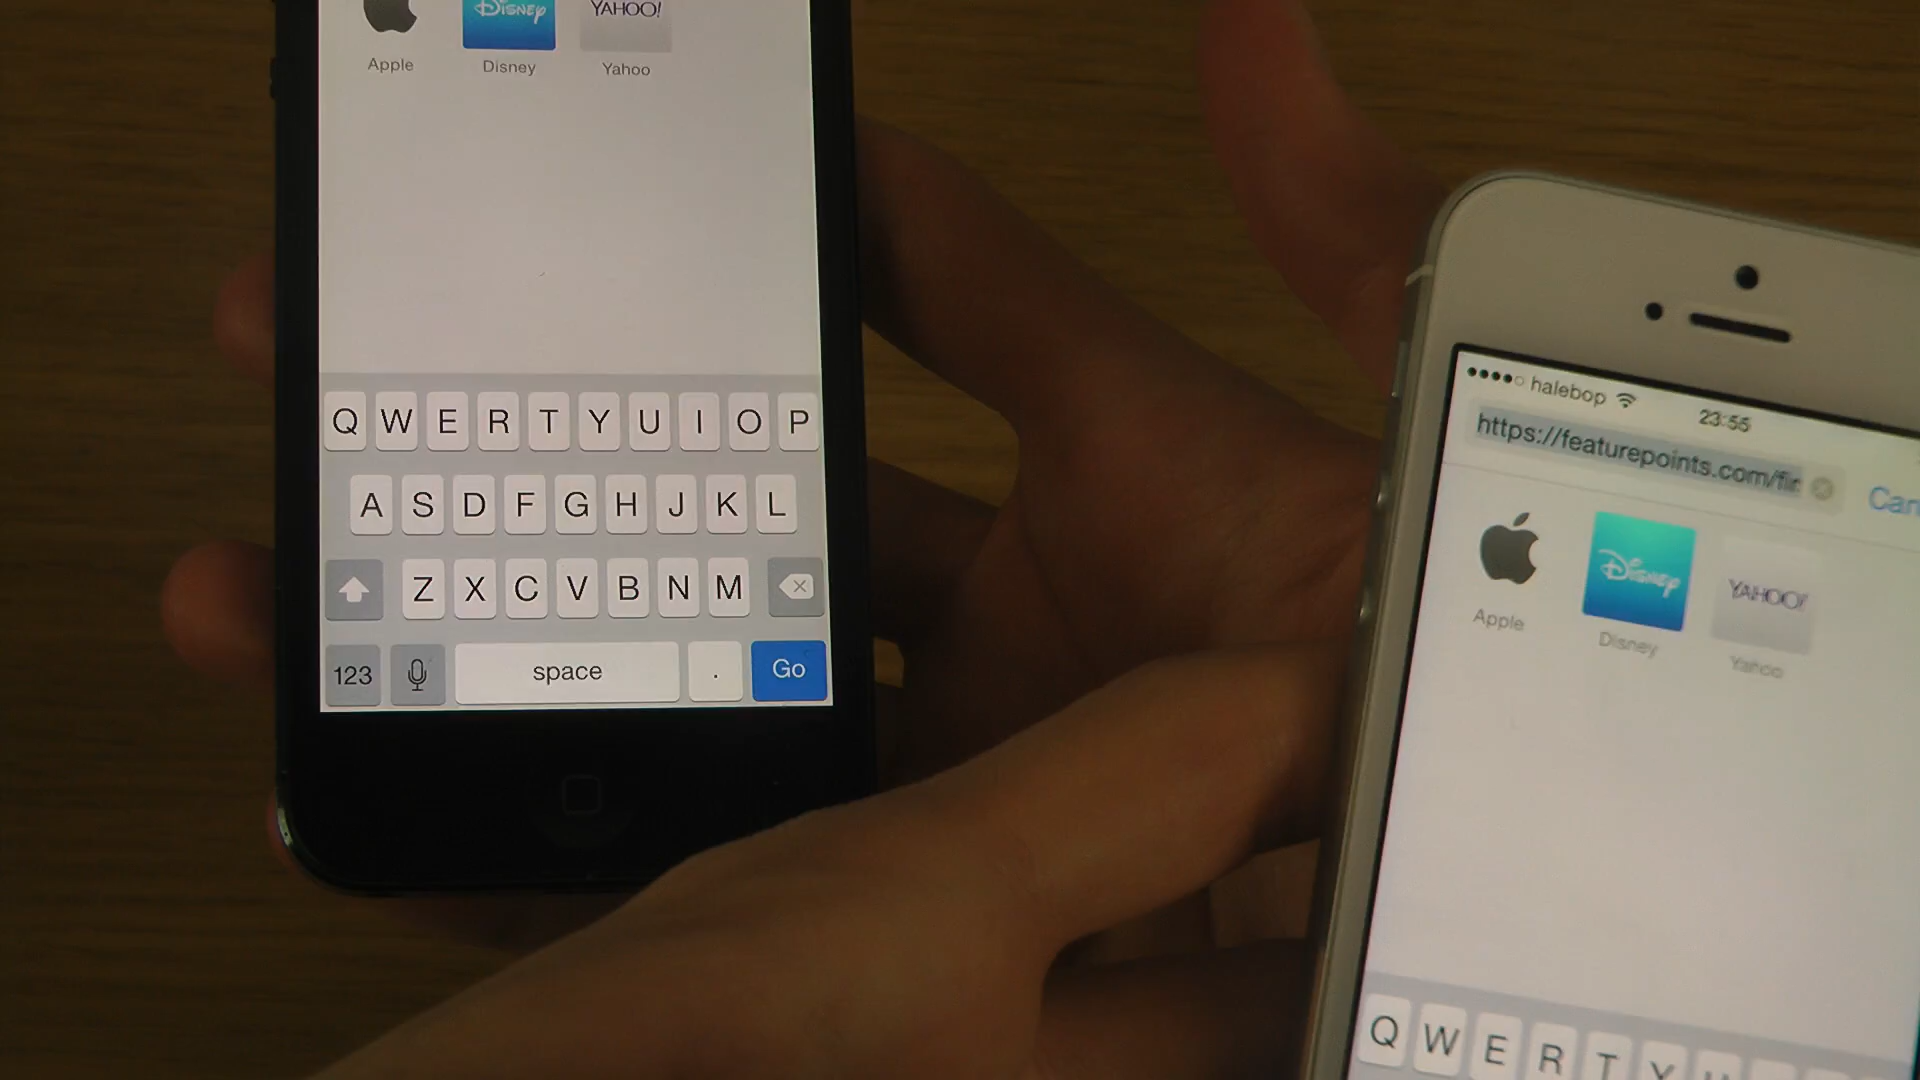 Disney YAHOO!
Apple Disney Yahoo
Q W E R T Y U I O P
A S D F G H J K L
Z X C V B N M
123 space . Go
halebop 23:55
https://featurepoints.com/fir
Can
Disney YAHOO!
Apple Disney Yahoo
Q W E R T Y U